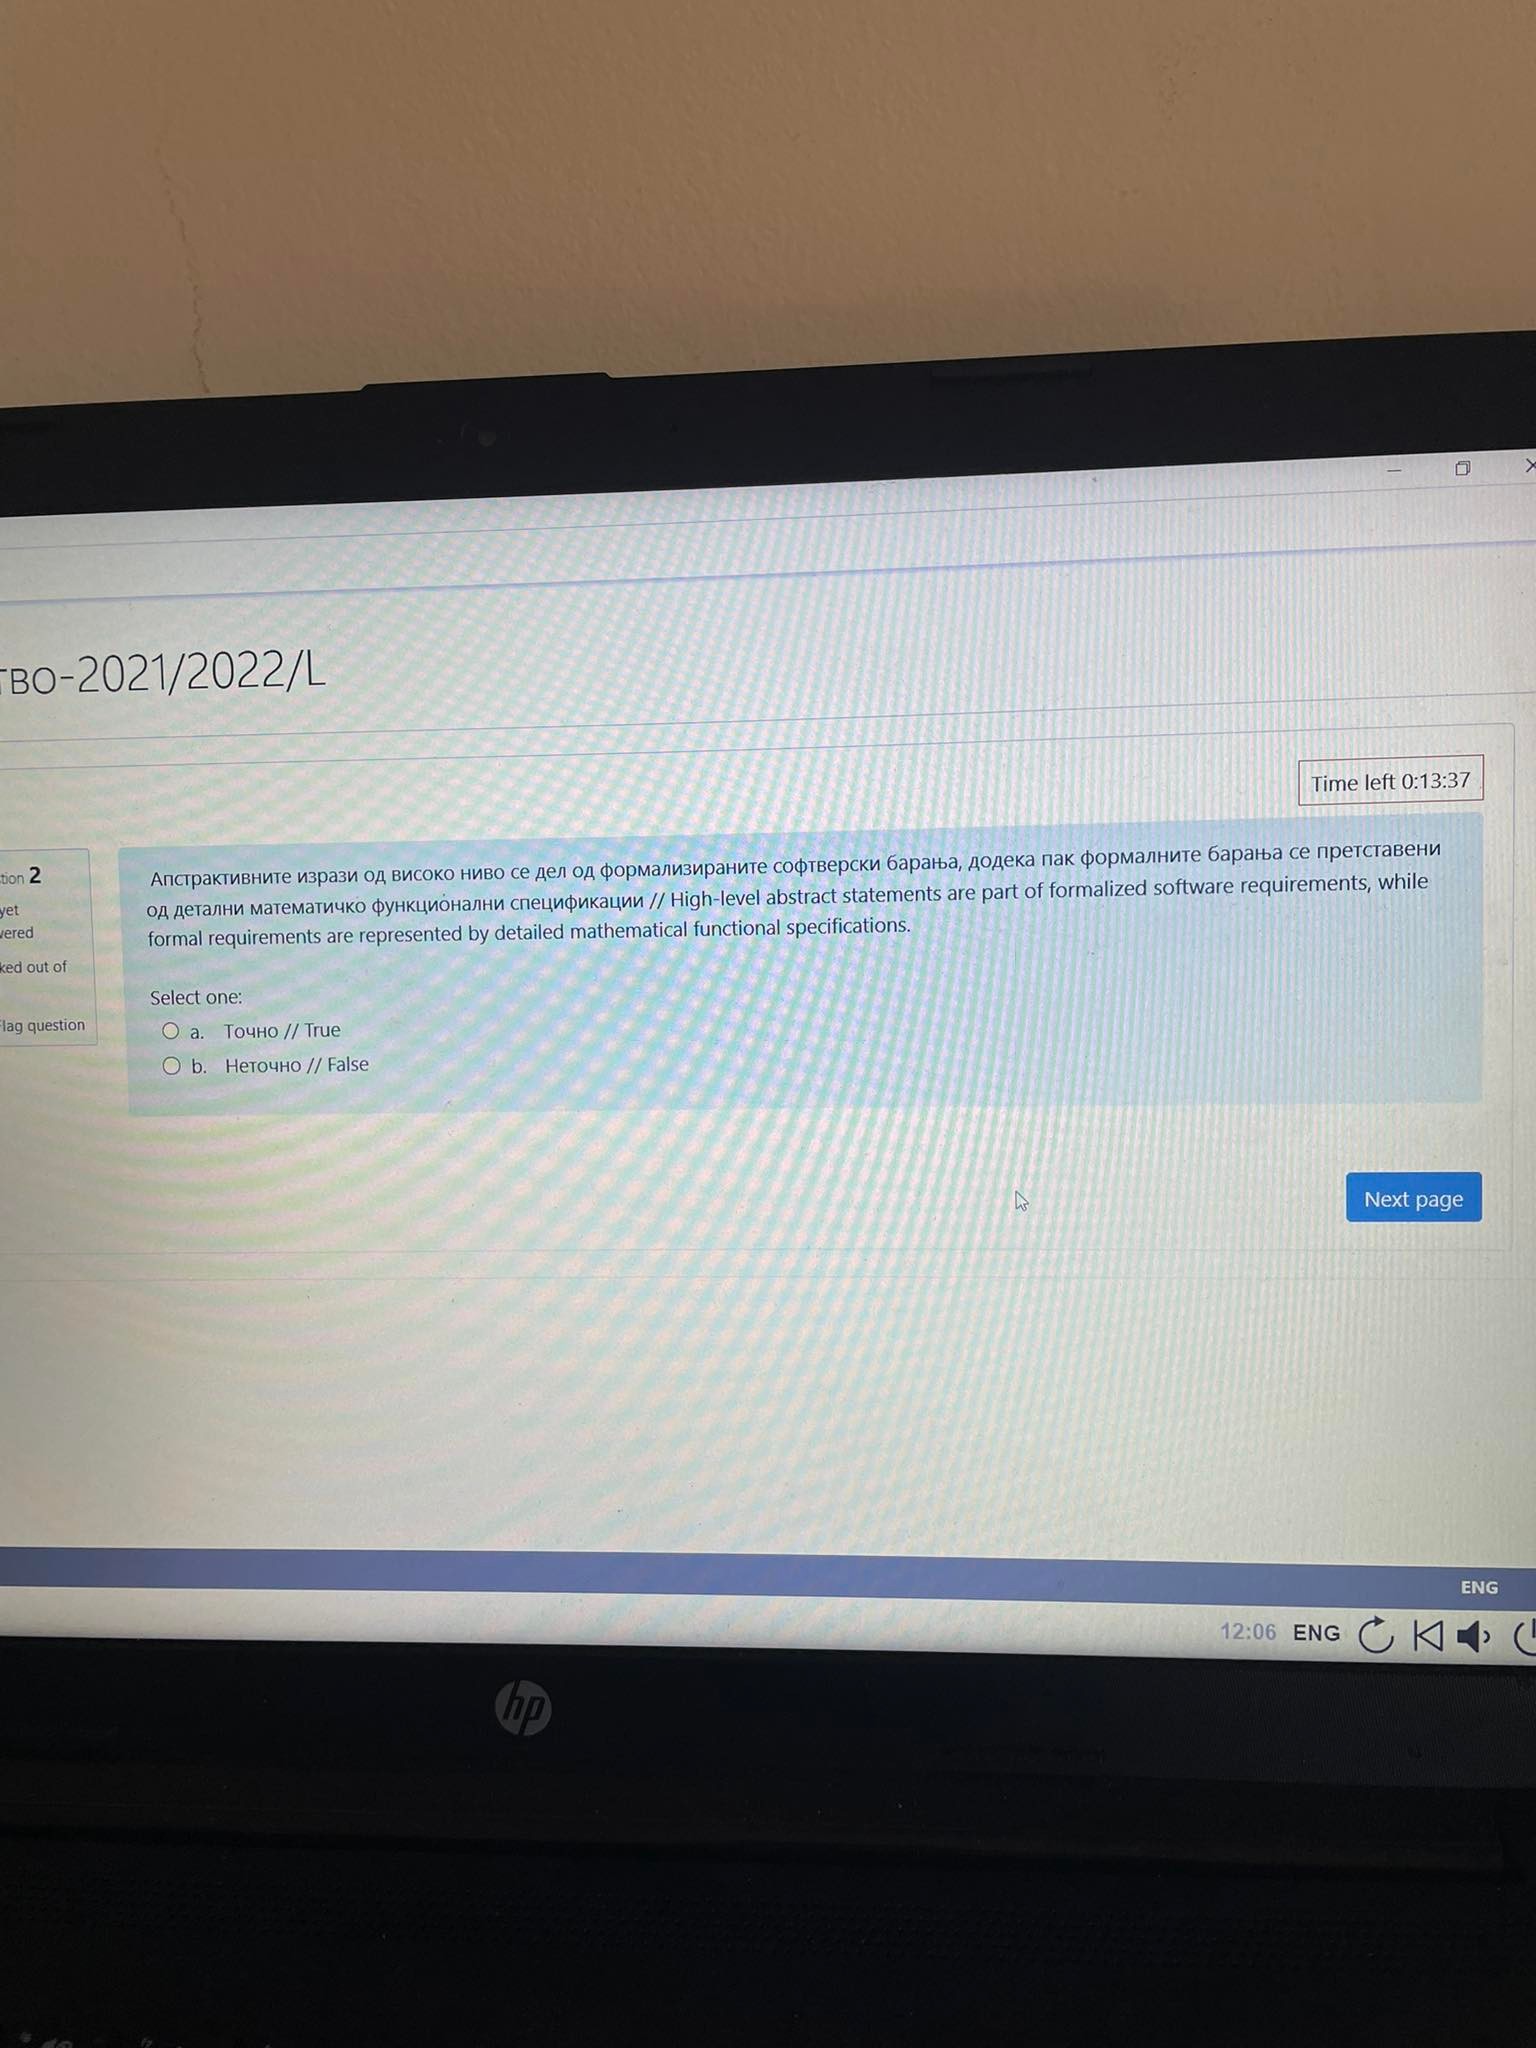 тво-2021/2022/L
Time left 0:13:37
tion 2
yet
vered
ked out of
Flag question
Апстрактивните изрази од високо ниво се дел од формализираните софтверски барања, додека пак формалните барања се претставени
од детални математичко функционални спецификации // High-level abstract statements are part of formalized software requirements, while
formal requirements are represented by detailed mathematical functional specifications.
Select one:
a. Точно // True
b. Неточно // False
Next page
ENG
12:06 ENG
hp